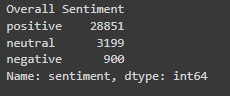 Overall Sentiment
positive    28851
neutral      3199
negative      900
Name: sentiment, dtype: int64